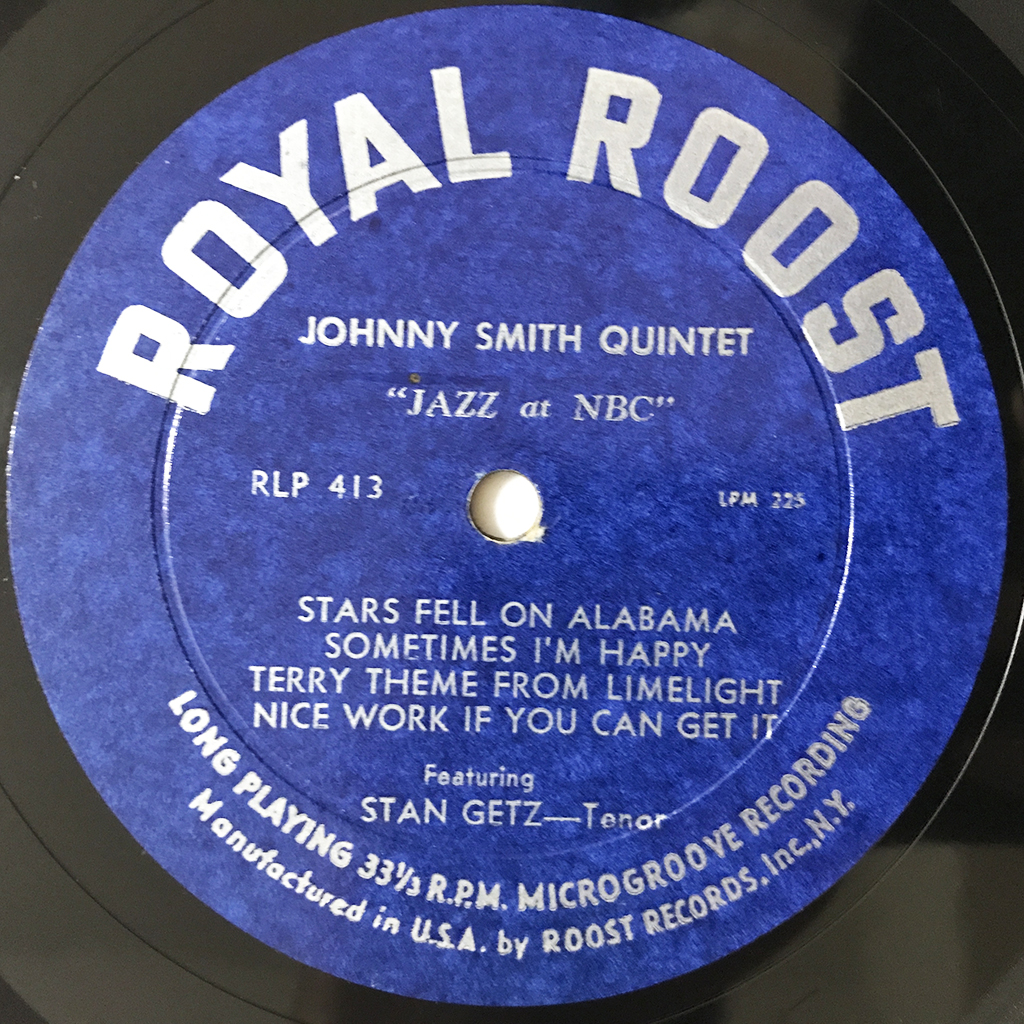 ROYAL ROOST
JOHNNY SMITH QUINTET
"JAZZ at NBC"
RLP 413
LPM 225
STARS FELL ON ALABAMA
SOMETIMES I'M HAPPY
TERRY THEME FROM LIMELIGHT
NICE WORK IF YOU CAN GET IT
Featuring
STAN GETZ—Tenor
LONG PLAYING 33⅓ R.P.M. MICROGROOVE RECORDING
Manufactured in U.S.A. by ROOST RECORDS, Inc., N.Y.